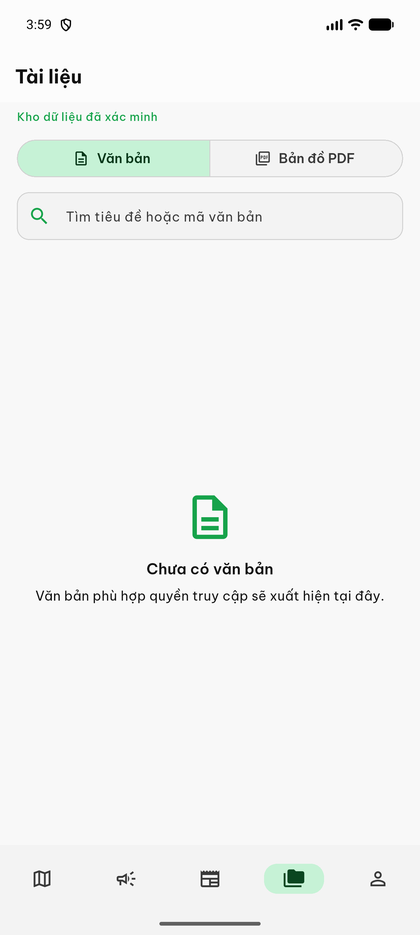 3:59
Tài liệu
Kho dữ liệu đã xác minh
Văn bản
PDF
Bản đồ PDF
Tìm tiêu đề hoặc mã văn bản
Chưa có văn bản
Văn bản phù hợp quyền truy cập sẽ xuất hiện tại đây.